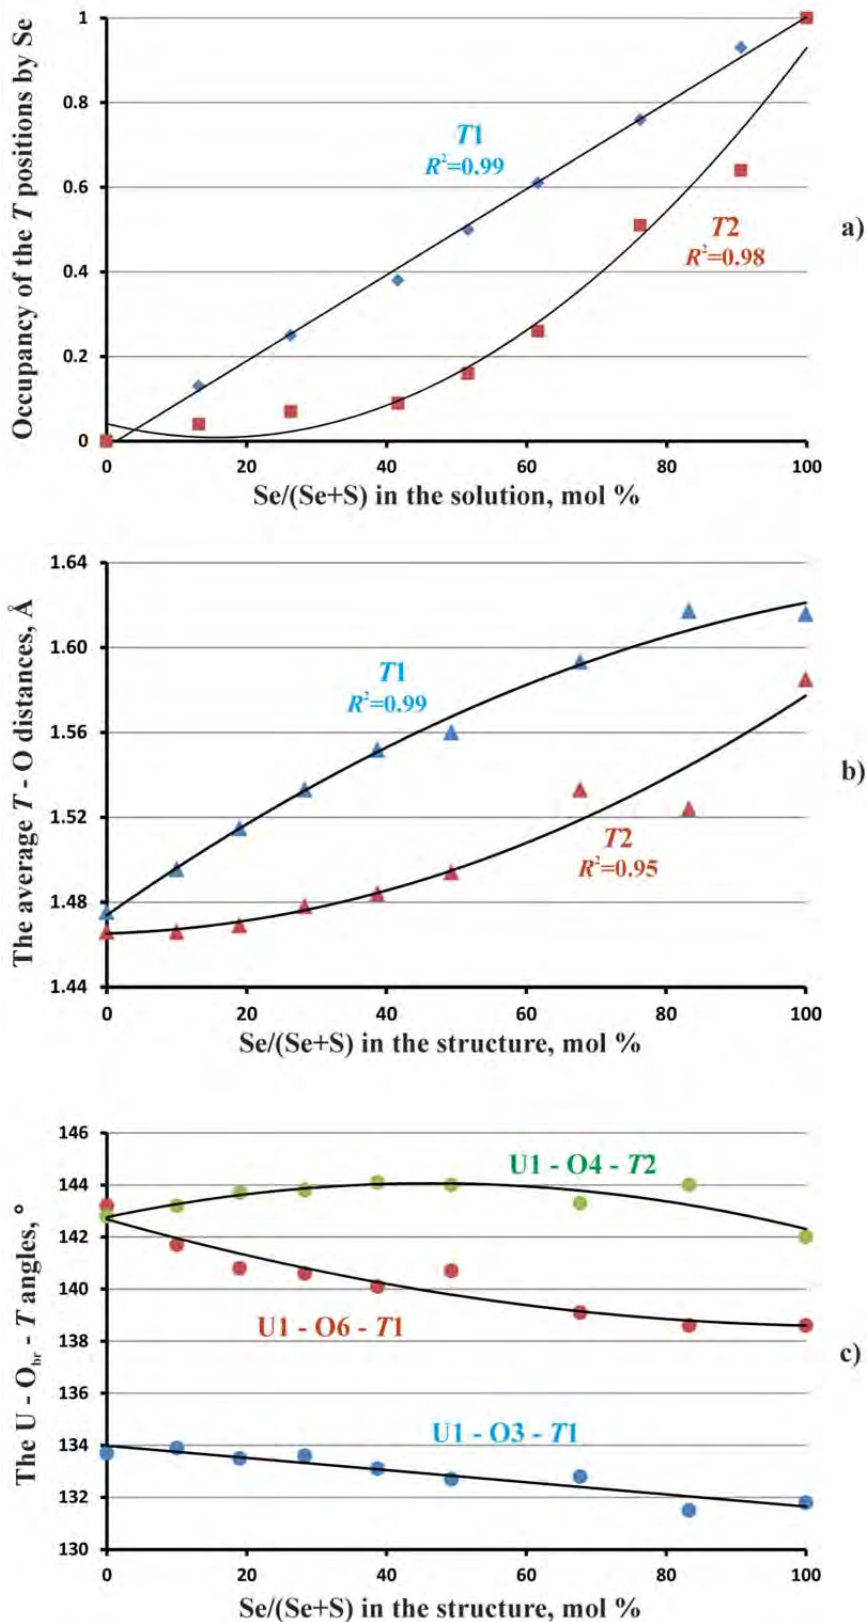 Occupancy of the T positions by Se
1
0.8
0.6
0.4
0.2
0
T1
R²=0.99
T2
R²=0.98
a)
0 20 40 60 80 100
Se/(Se+S) in the solution, mol %
The average T - O distances, Å
1.64
1.60
1.56
1.52
1.48
1.44
T1
R²=0.99
T2
R²=0.95
b)
0 20 40 60 80 100
Se/(Se+S) in the structure, mol %
The U - Obr - T angles, °
146
144
142
140
138
136
134
132
130
U1 - O4 - T2
U1 - O6 - T1
U1 - O3 - T1
c)
0 20 40 60 80 100
Se/(Se+S) in the structure, mol %